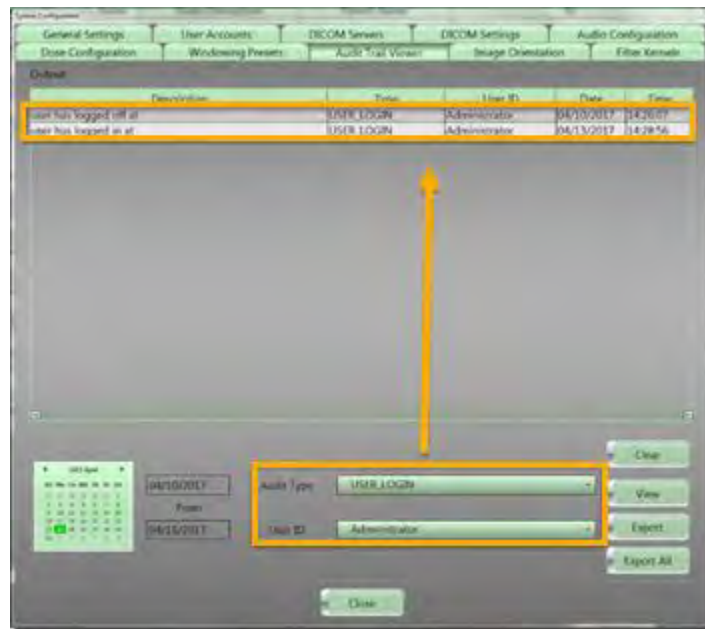 System Configuration
General Settings User Accounts DICOM Servers DICOM Settings Audio Configuration
Dose Configuration Windowing Presets Audit Trail Viewer Image Orientation Filter Kernels
Output
Description Type User ID Date Time
user has logged off at USER_LOGIN Administrator 04/10/2017 14:26:07
user has logged in at USER_LOGIN Administrator 04/13/2017 14:28:56
Clear
April
04/10/2017 Audit Type USER_LOGIN View
From
User ID Administrator Export
Export All
Close